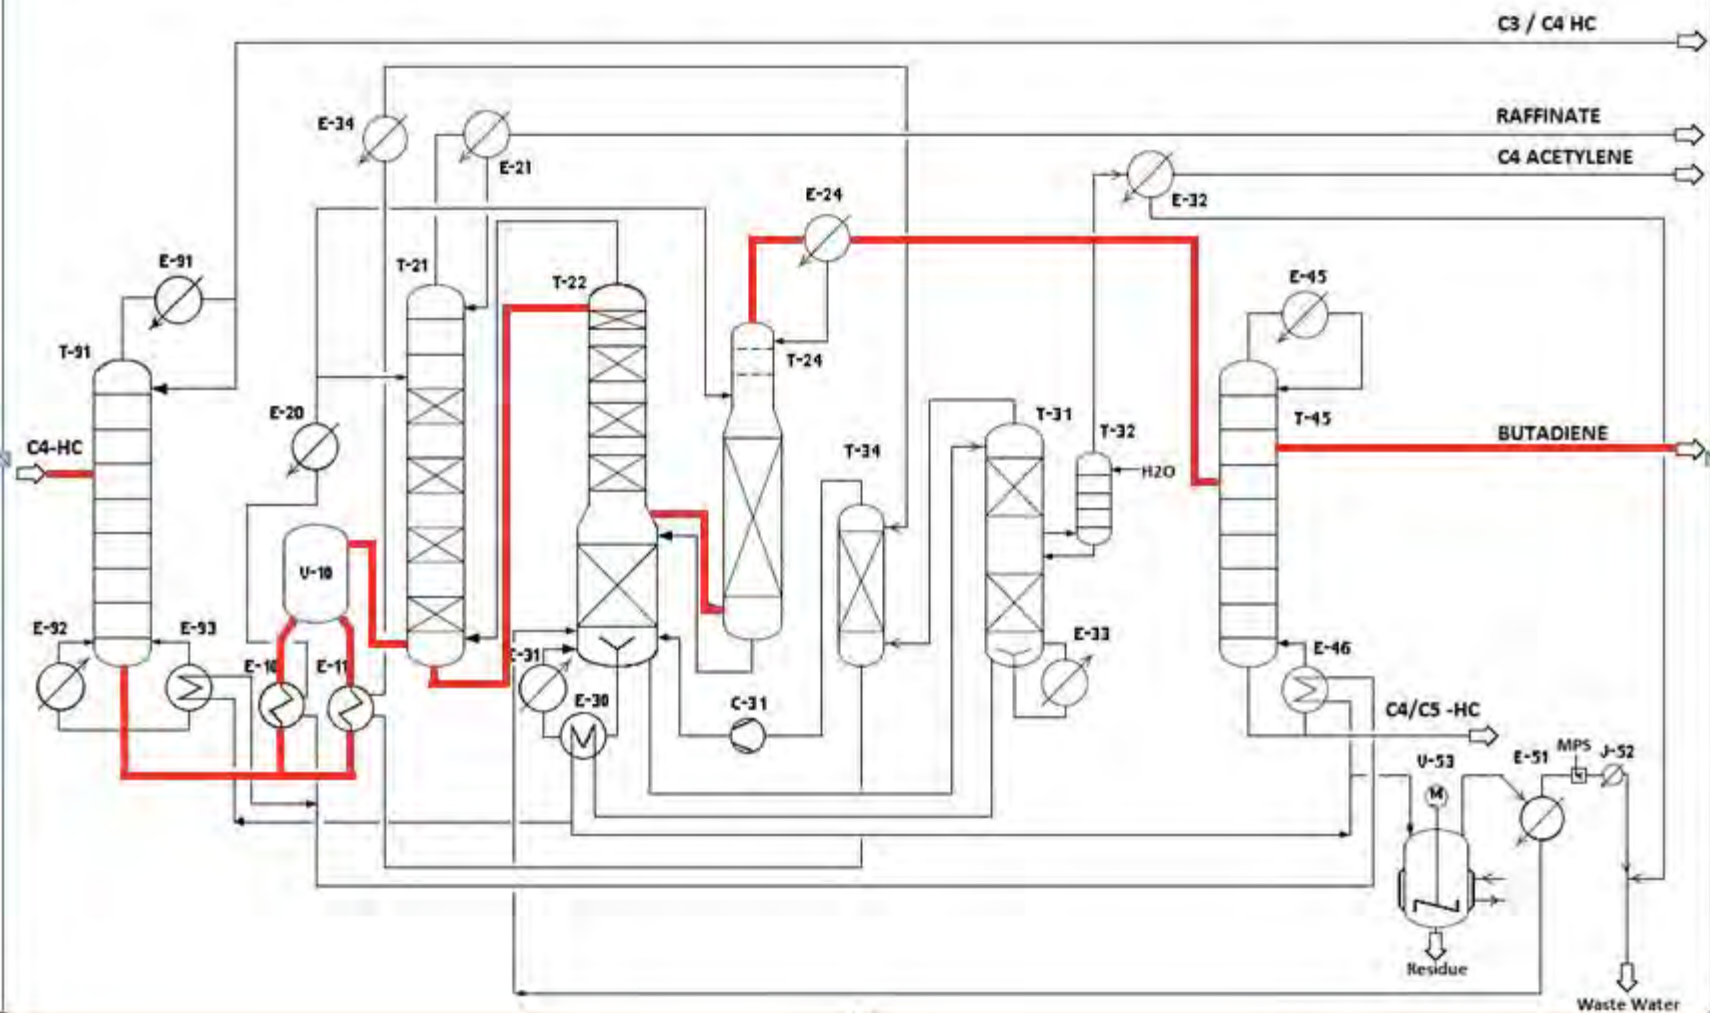 C3 / C4 HC
RAFFINATE
E-34
E-21
C4 ACETYLENE
E-32
E-24
E-91
T-21
T-22
E-45
T-91
T-24
E-20
T-31
T-45
T-32
C4-HC
T-34
BUTADIENE
H2O
V-10
E-92
E-93
E-33
E-46
E-10
E-11
E-31
E-30
C-31
C4/C5 -HC
MPS
J-52
V-53
E-51
M
Residue
Waste Water